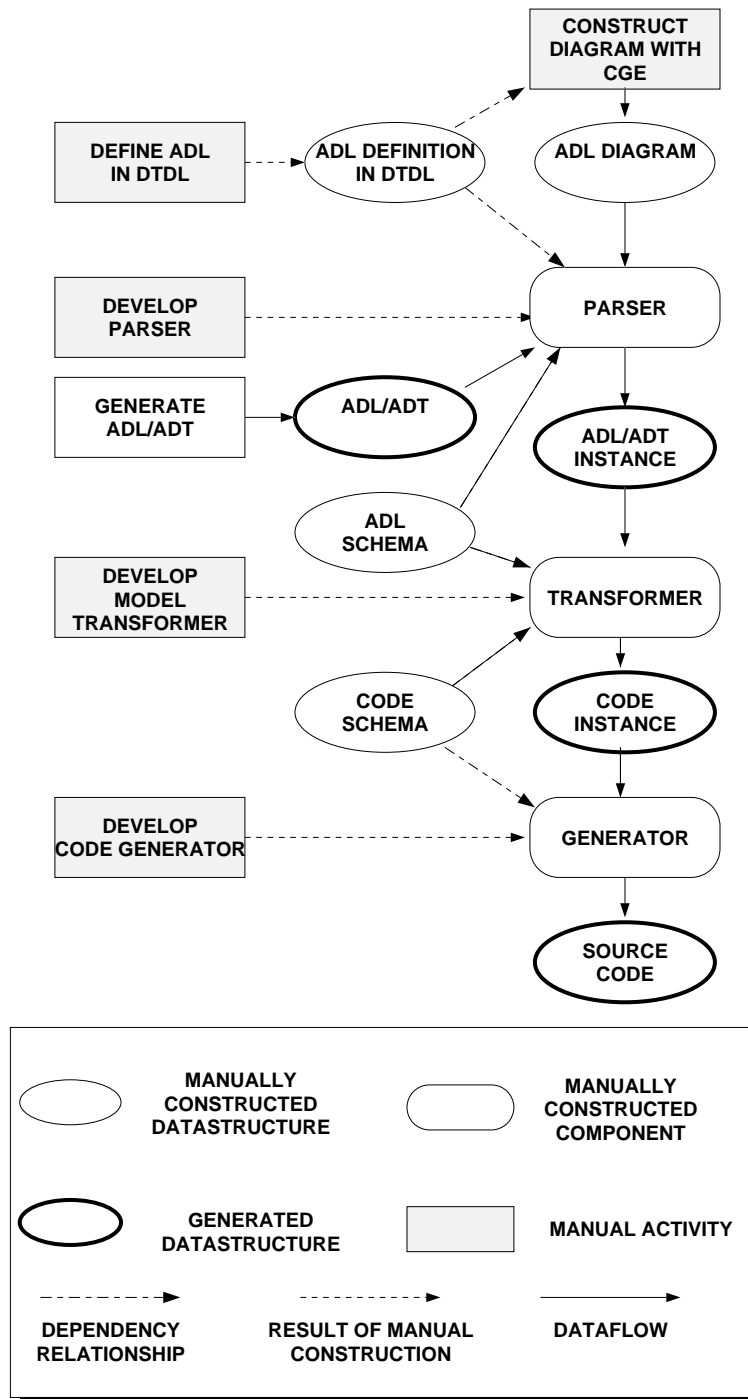 CONSTRUCT
DIAGRAM WITH
CGE
DEFINE ADL
IN DTDL
ADL DEFINITION
IN DTDL
ADL DIAGRAM
DEVELOP
PARSER
PARSER
GENERATE
ADL/ADT
ADL/ADT
ADL/ADT
INSTANCE
ADL
SCHEMA
DEVELOP
MODEL
TRANSFORMER
TRANSFORMER
CODE
SCHEMA
CODE
INSTANCE
DEVELOP
CODE GENERATOR
GENERATOR
SOURCE
CODE
MANUALLY
CONSTRUCTED
DATASTRUCTURE
MANUALLY
CONSTRUCTED
COMPONENT
GENERATED
DATASTRUCTURE
MANUAL ACTIVITY
DEPENDENCY
RELATIONSHIP
RESULT OF MANUAL
CONSTRUCTION
DATAFLOW